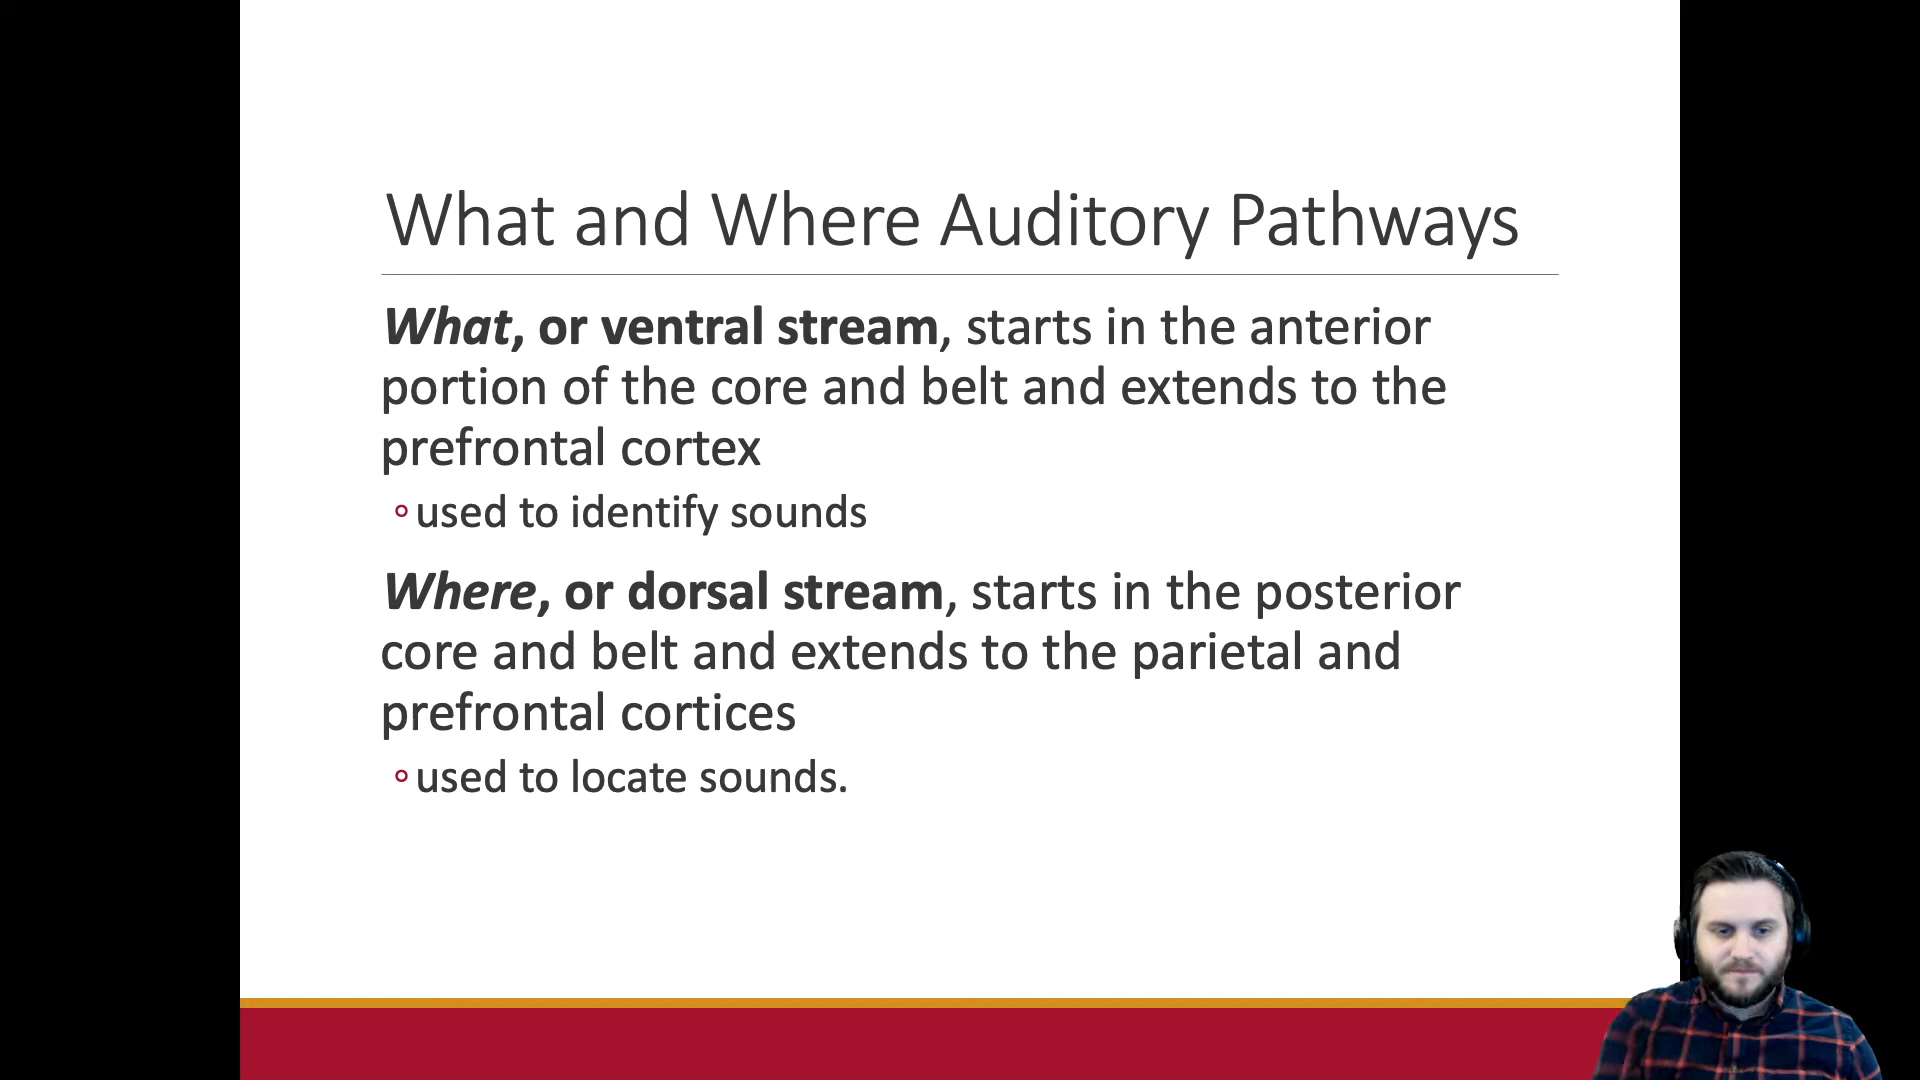 What and Where Auditory Pathways
What, or ventral stream, starts in the anterior
portion of the core and belt and extends to the
prefrontal cortex
◦ used to identify sounds
Where, or dorsal stream, starts in the posterior
core and belt and extends to the parietal and
prefrontal cortices
◦ used to locate sounds.